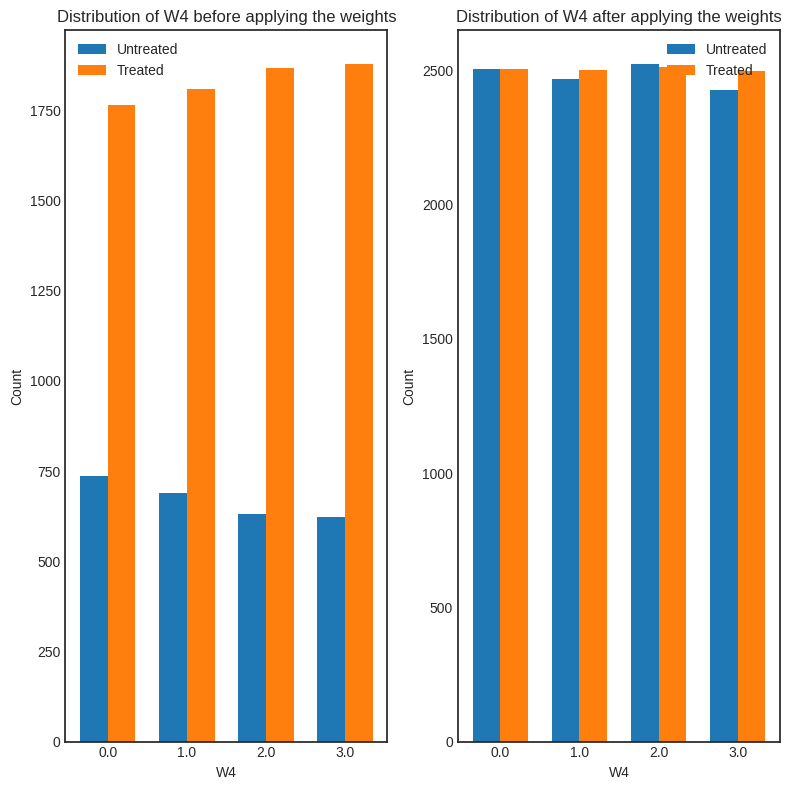 Distribution of W4 before applying the weights
Untreated
Treated
1750
1500
1250
1000
750
500
250
0
Count
0.0 1.0 2.0 3.0
W4
Distribution of W4 after applying the weights
Untreated
Treated
2500
2000
1500
1000
500
0
Count
0.0 1.0 2.0 3.0
W4